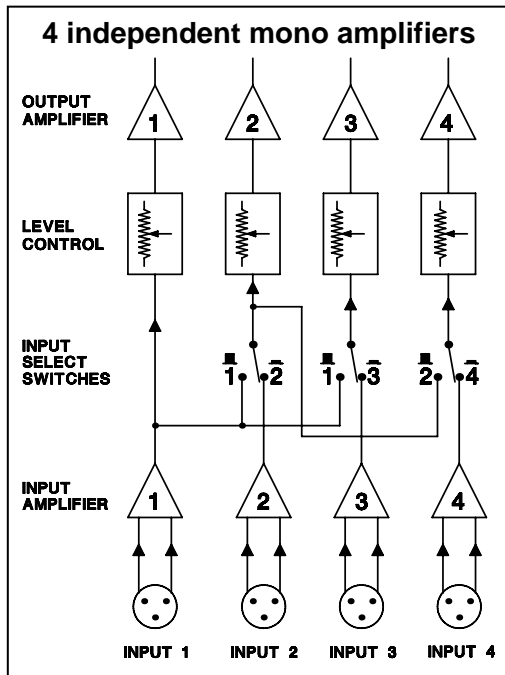 4 independent mono amplifiers
OUTPUT
AMPLIFIER
1 2 3 4
LEVEL
CONTROL
INPUT
SELECT
SWITCHES
1 2 1 3 2 4
INPUT
AMPLIFIER
1 2 3 4
INPUT 1 INPUT 2 INPUT 3 INPUT 4